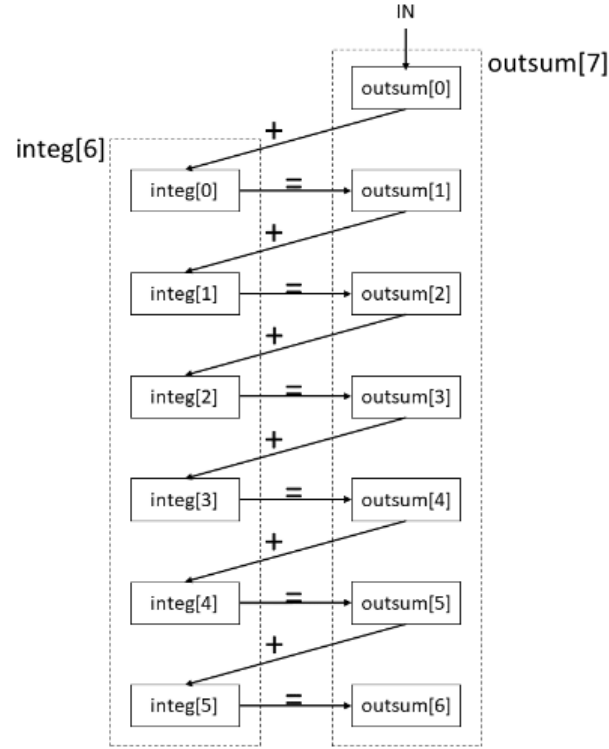 IN
outsum[7]
outsum[0]
+
integ[6]
integ[0] = outsum[1]
+
integ[1] = outsum[2]
+
integ[2] = outsum[3]
+
integ[3] = outsum[4]
+
integ[4] = outsum[5]
+
integ[5] = outsum[6]